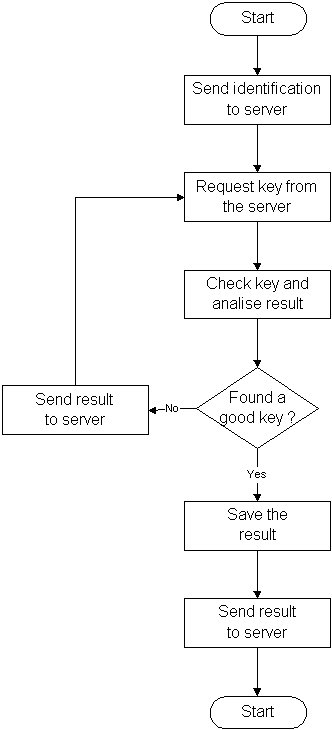 Start
Send identification
to server
Request key from
the server
Check key and
analise result
Found a
good key ?
No
Send result
to server
Yes
Save the
result
Send result
to server
Start